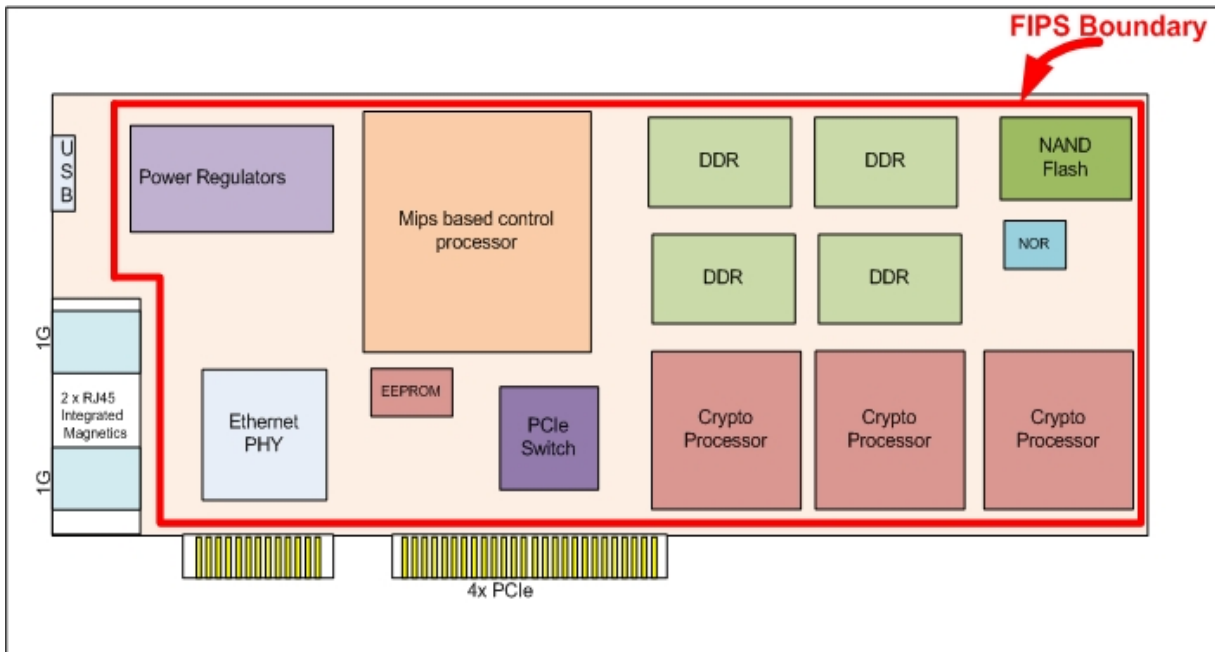 FIPS Boundary
U
S
B
Power Regulators
Mips based control
processor
DDR
DDR
NAND
Flash
NOR
DDR
DDR
1G
2 x RJ45
Integrated
Magnetics
1G
Ethernet
PHY
EEPROM
PCIe
Switch
Crypto
Processor
Crypto
Processor
Crypto
Processor
4x PCIe